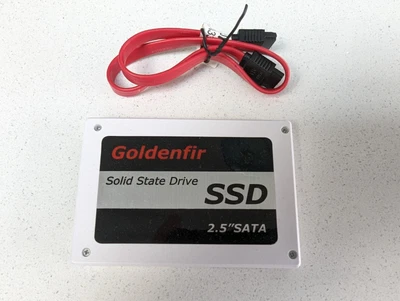 Goldenfir
Solid State Drive
SSD
2.5"SATA